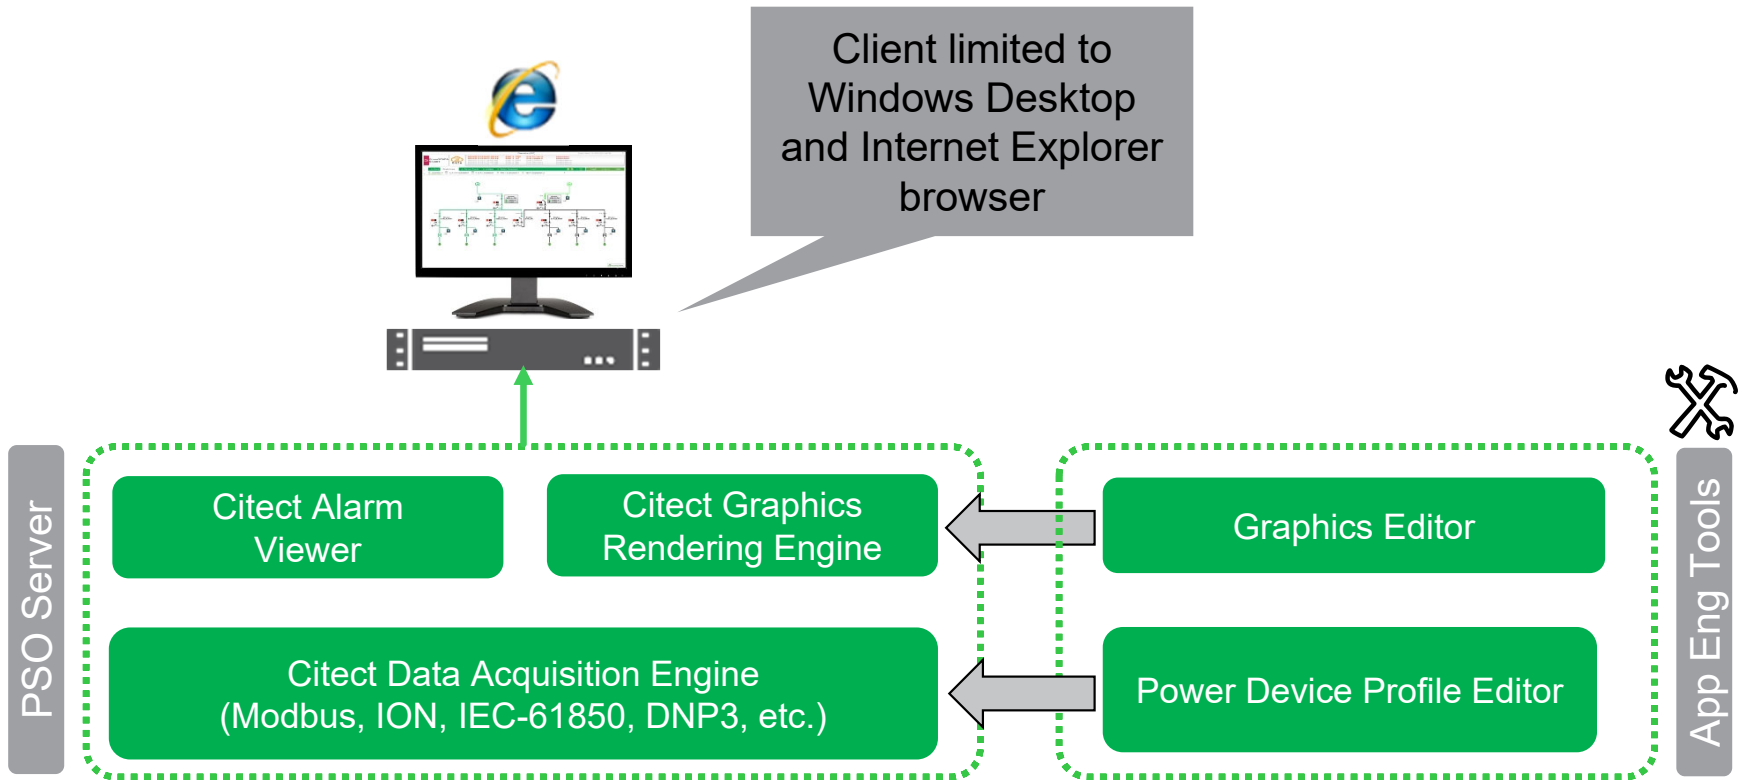 Client limited to
Windows Desktop
and Internet Explorer
browser
PSO Server
Citect Alarm
Viewer
Citect Graphics
Rendering Engine
Citect Data Acquisition Engine
(Modbus, ION, IEC-61850, DNP3, etc.)
Graphics Editor
Power Device Profile Editor
App Eng Tools